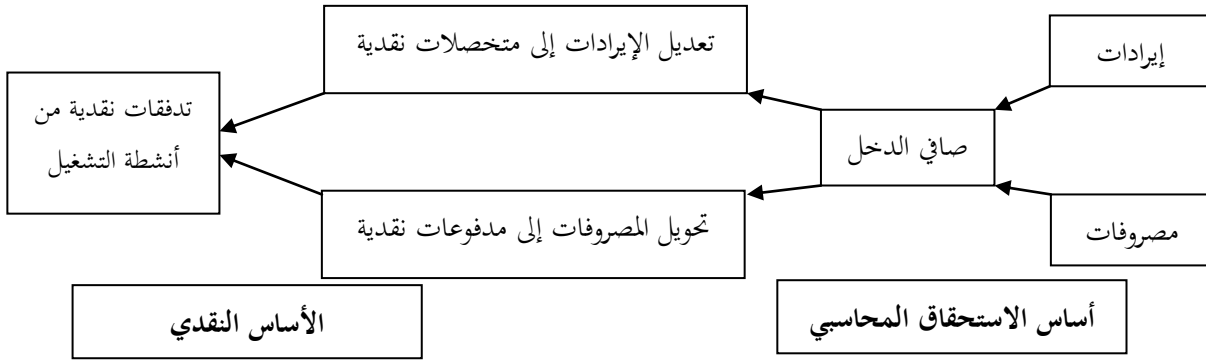 إيرادات
مصروفات
صافي الدخل
تعديل الإيرادات إلى متخصلات نقدية
تحويل المصروفات إلى مدفوعات نقدية
تدفقات نقدية من
أنشطة التشغيل
أساس الاستحقاق المحاسبي
الأساس النقدي